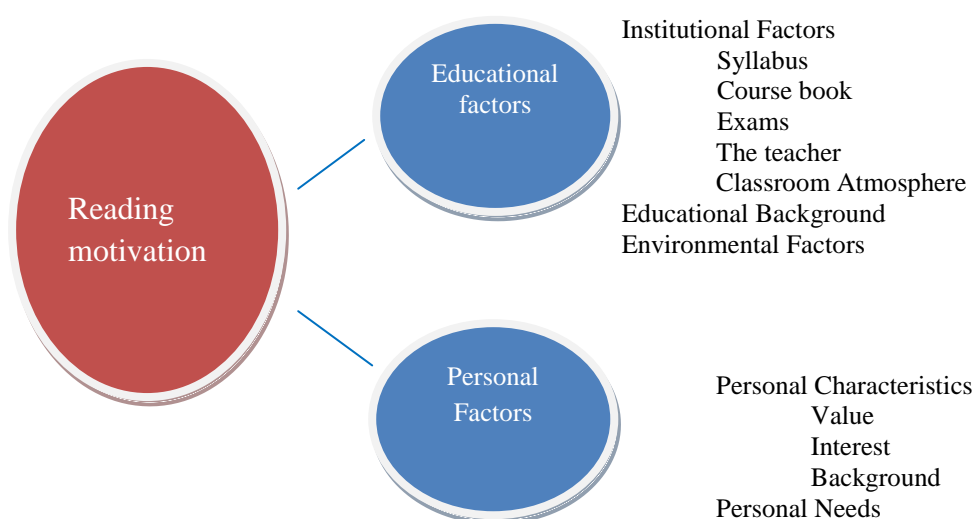 Reading
motivation
Educational
factors
Institutional Factors
Syllabus
Course book
Exams
The teacher
Classroom Atmosphere
Educational Background
Environmental Factors
Personal
Factors
Personal Characteristics
Value
Interest
Background
Personal Needs